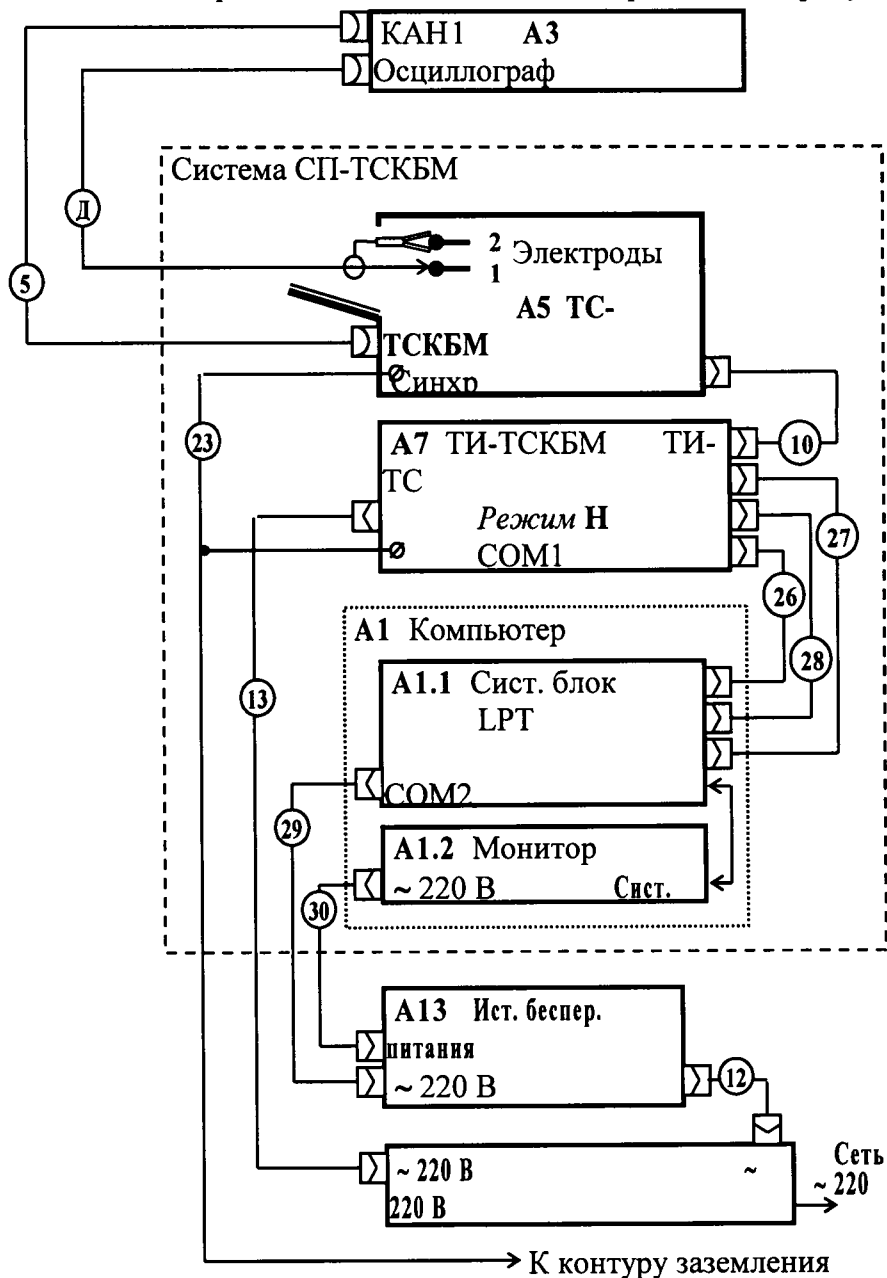 КАН1 А3
Осциллограф
Система СП-ТСКБМ
Д
2
Электроды
1
5
А5 ТС-
ТСКБМ
Синхр
23
10
А7 ТИ-ТСКБМ ТИ-
ТС
Режим Н
COM1
27
26
А1 Компьютер
28
А1.1 Сист. блок
LPT
13
COM2
29
А1.2 Монитор
~ 220 В Сист.
30
А13 Ист. беспер.
питания
~ 220 В
12
~ 220 В ~
220 В
Сеть
~ 220
К контуру заземления